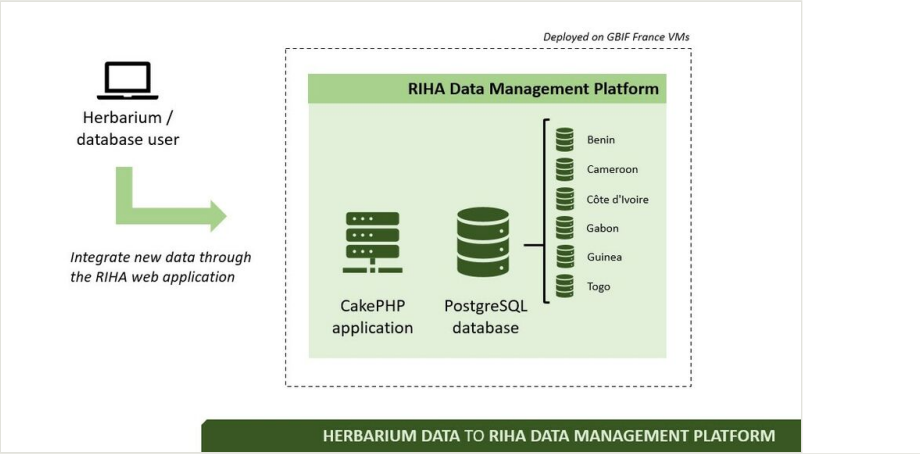 Deployed on GBIF France VMs
RIHA Data Management Platform
Herbarium /
database user
Integrate new data through
the RIHA web application
CakePHP
application
PostgreSQL
database
Benin
Cameroon
Côte d'Ivoire
Gabon
Guinea
Togo
HERBARIUM DATA TO RIHA DATA MANAGEMENT PLATFORM